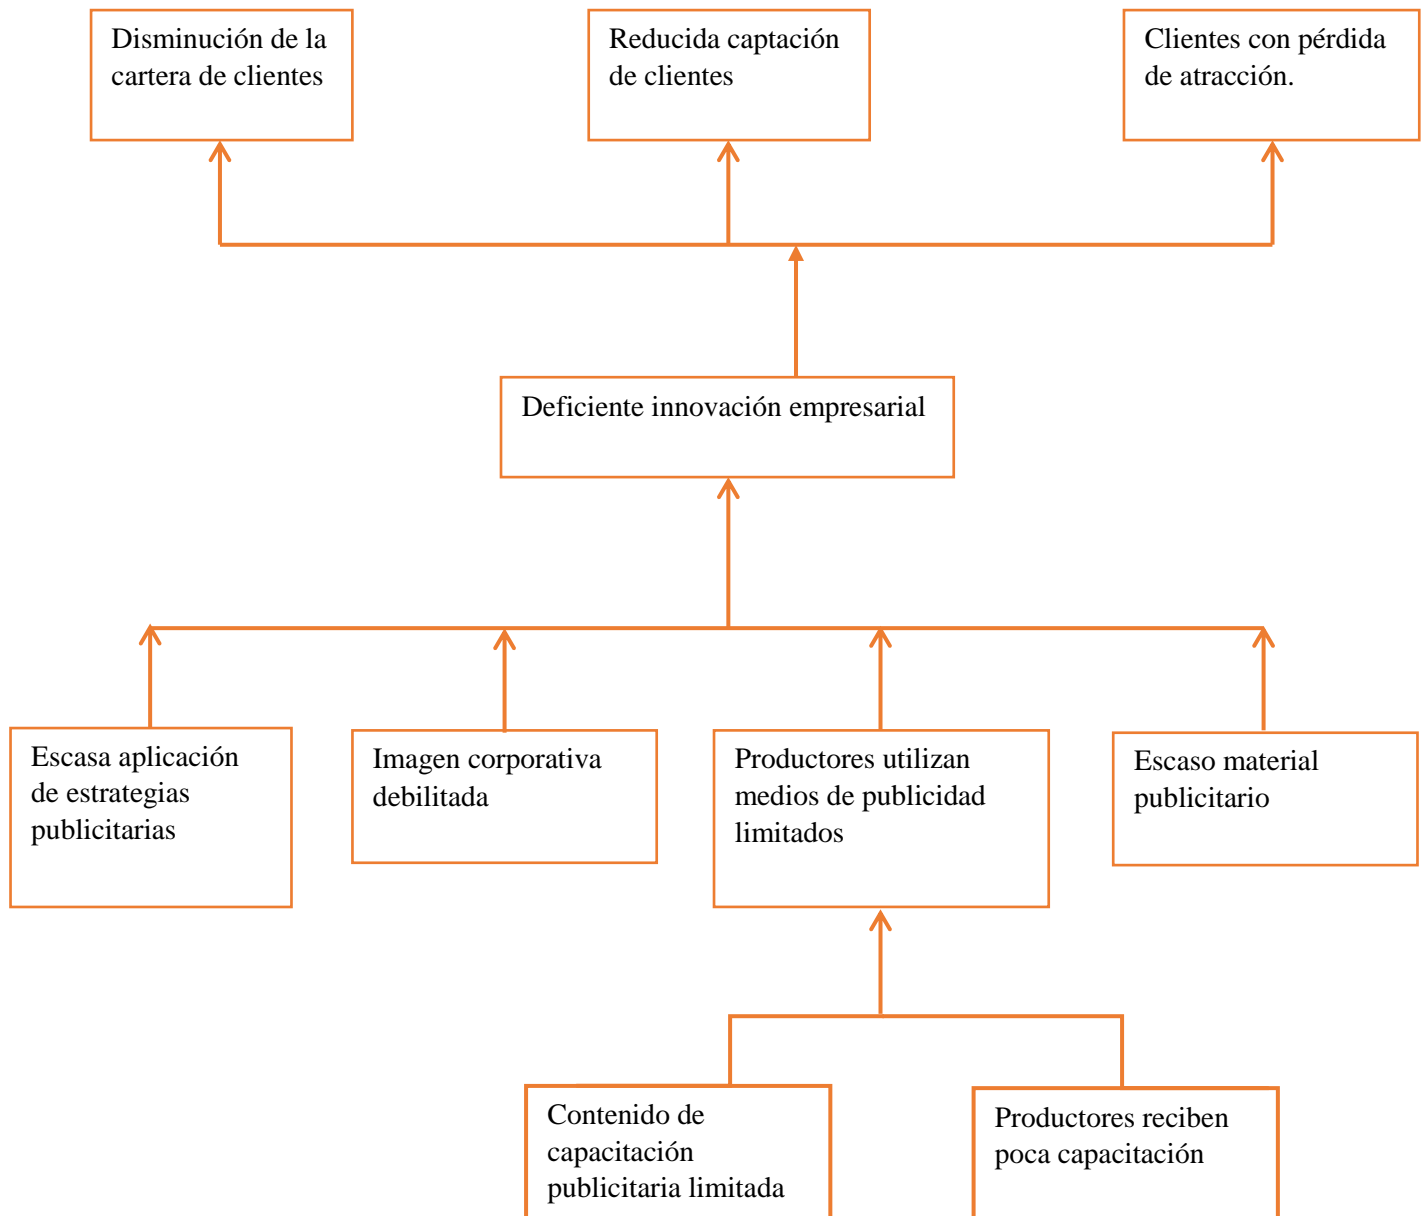 Disminución de la
cartera de clientes
Reducida captación
de clientes
Clientes con pérdida
de atracción.
Deficiente innovación empresarial
Escasa aplicación
de estrategias
publicitarias
Imagen corporativa
debilitada
Productores utilizan
medios de publicidad
limitados
Escaso material
publicitario
Contenido de
capacitación
publicitaria limitada
Productores reciben
poca capacitación